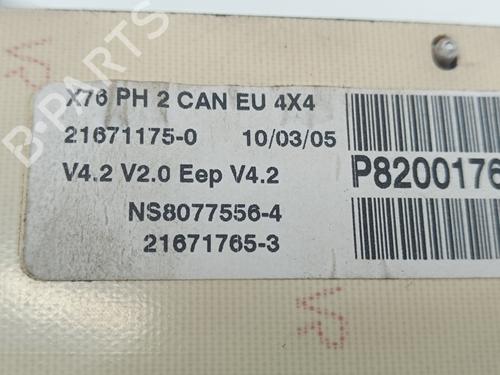 B-PARTS
X76 PH 2 CAN EU 4X4
21671175-0 10/03/05
V4.2 V2.0 Eep V4.2
P8200176
NS8077556-4
21671765-3